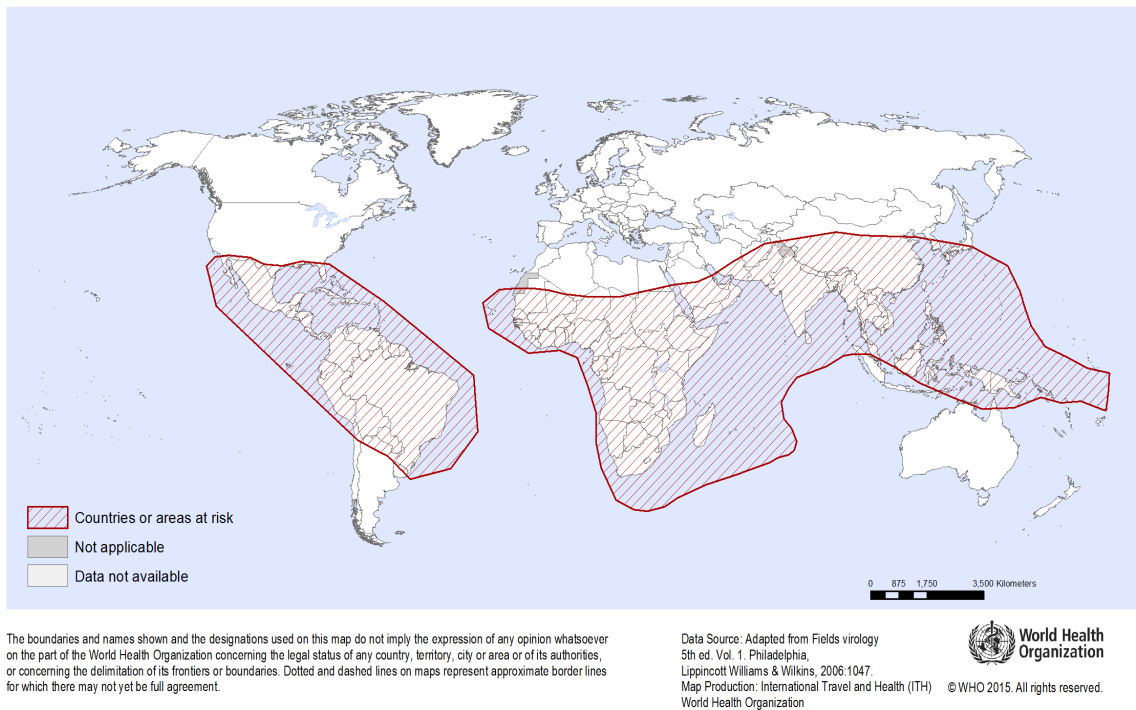 Countries or areas at risk
Not applicable
Data not available
0 875 1,750 3,500 Kilometers
The boundaries and names shown and the designations used on this map do not imply the expression of any opinion whatsoever
on the part of the World Health Organization concerning the legal status of any country, territory, city or area or of its authorities,
or concerning the delimitation of its frontiers or boundaries. Dotted and dashed lines on maps represent approximate border lines
for which there may not yet be full agreement.
Data Source: Adapted from Fields virology
5th ed. Vol. 1. Philadelphia,
Lippincott Williams & Wilkins, 2006:1047.
Map Production: International Travel and Health (ITH)
World Health Organization
World Health
Organization
© WHO 2015. All rights reserved.